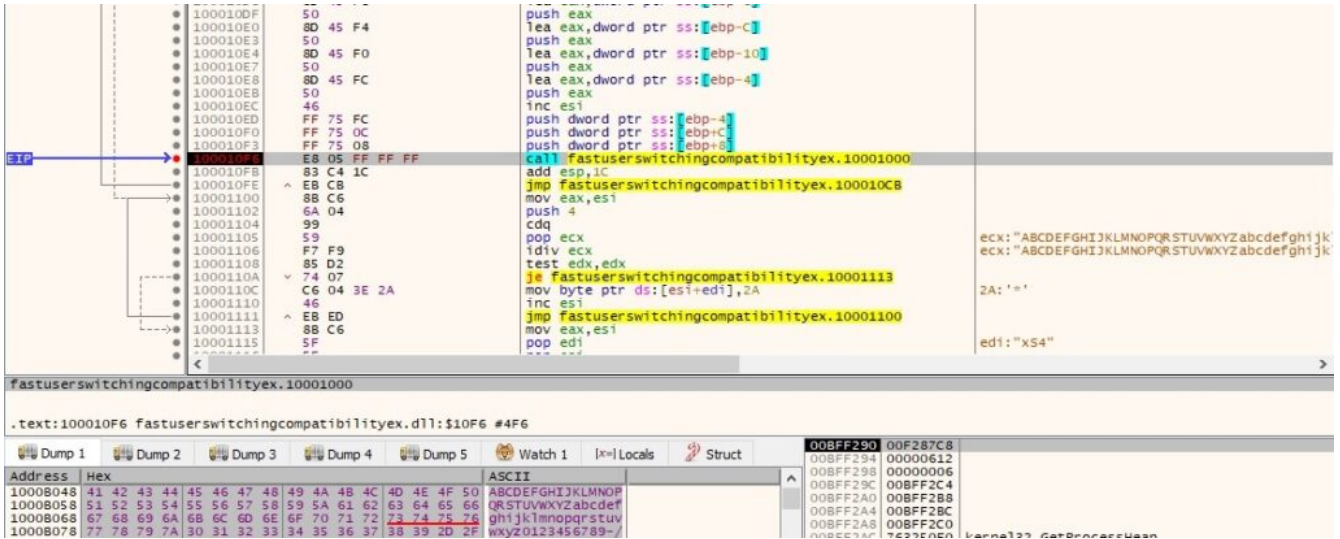 100010DF 50 push eax
100010E0 8D 45 F4 lea eax,dword ptr ss:[ebp-C]
100010E3 50 push eax
100010E4 8D 45 F0 lea eax,dword ptr ss:[ebp-10]
100010E7 50 push eax
100010E8 8D 45 FC lea eax,dword ptr ss:[ebp-4]
100010EB 50 push eax
100010EC 46 inc esi
100010ED FF 75 FC push dword ptr ss:[ebp-4]
100010F0 FF 75 0C push dword ptr ss:[ebp+C]
100010F3 FF 75 08 push dword ptr ss:[ebp+8]
EIP 100010F6 E8 05 FF FF FF call fastuserswitchingcompatibilityex.10001000
100010FB 83 C4 1C add esp,1C
100010FE ^ EB CB jmp fastuserswitchingcompatibilityex.100010CB
10001100 8B C6 mov eax,esi
10001102 6A 04 push 4
10001104 99 cdq
10001105 59 pop ecx ecx:"ABCDEFGHIJKLMNOPQRSTUVWXYZabcdefghijkl
10001106 F7 F9 idiv ecx ecx:"ABCDEFGHIJKLMNOPQRSTUVWXYZabcdefghijkl
10001108 85 D2 test edx,edx
1000110A v 74 07 je fastuserswitchingcompatibilityex.10001113
1000110C C6 04 3E 2A mov byte ptr ds:[esi+edi],2A 2A:'*'
10001110 46 inc esi
10001111 ^ EB ED jmp fastuserswitchingcompatibilityex.10001100
10001113 8B C6 mov eax,esi
10001115 5F pop edi edi:"xS4"
fastuserswitchingcompatibilityex.10001000
.text:100010F6 fastuserswitchingcompatibilityex.dll:$10F6 #4F6
Dump 1 Dump 2 Dump 3 Dump 4 Dump 5 Watch 1 [x=] Locals Struct
Address Hex ASCII
1000B048 41 42 43 44 45 46 47 48 49 4A 4B 4C 4D 4E 4F 50 ABCDEFGHIJKLMNOP
1000B058 51 52 53 54 55 56 57 58 59 5A 61 62 63 64 65 66 QRSTUVWXYZabcdef
1000B068 67 68 69 6A 6B 6C 6D 6E 6F 70 71 72 73 74 75 76 ghijklmnopqrstuv
1000B078 77 78 79 7A 30 31 32 33 34 35 36 37 38 39 2D 2F wxyz0123456789-/
00BFF290 00F287C8
00BFF294 00000612
00BFF298 00000006
00BFF29C 00BFF2C4
00BFF2A0 00BFF2B8
00BFF2A4 00BFF2BC
00BFF2A8 00BFF2C0
00BFF2AC 763250E0 kernel32.GetProcessHeap